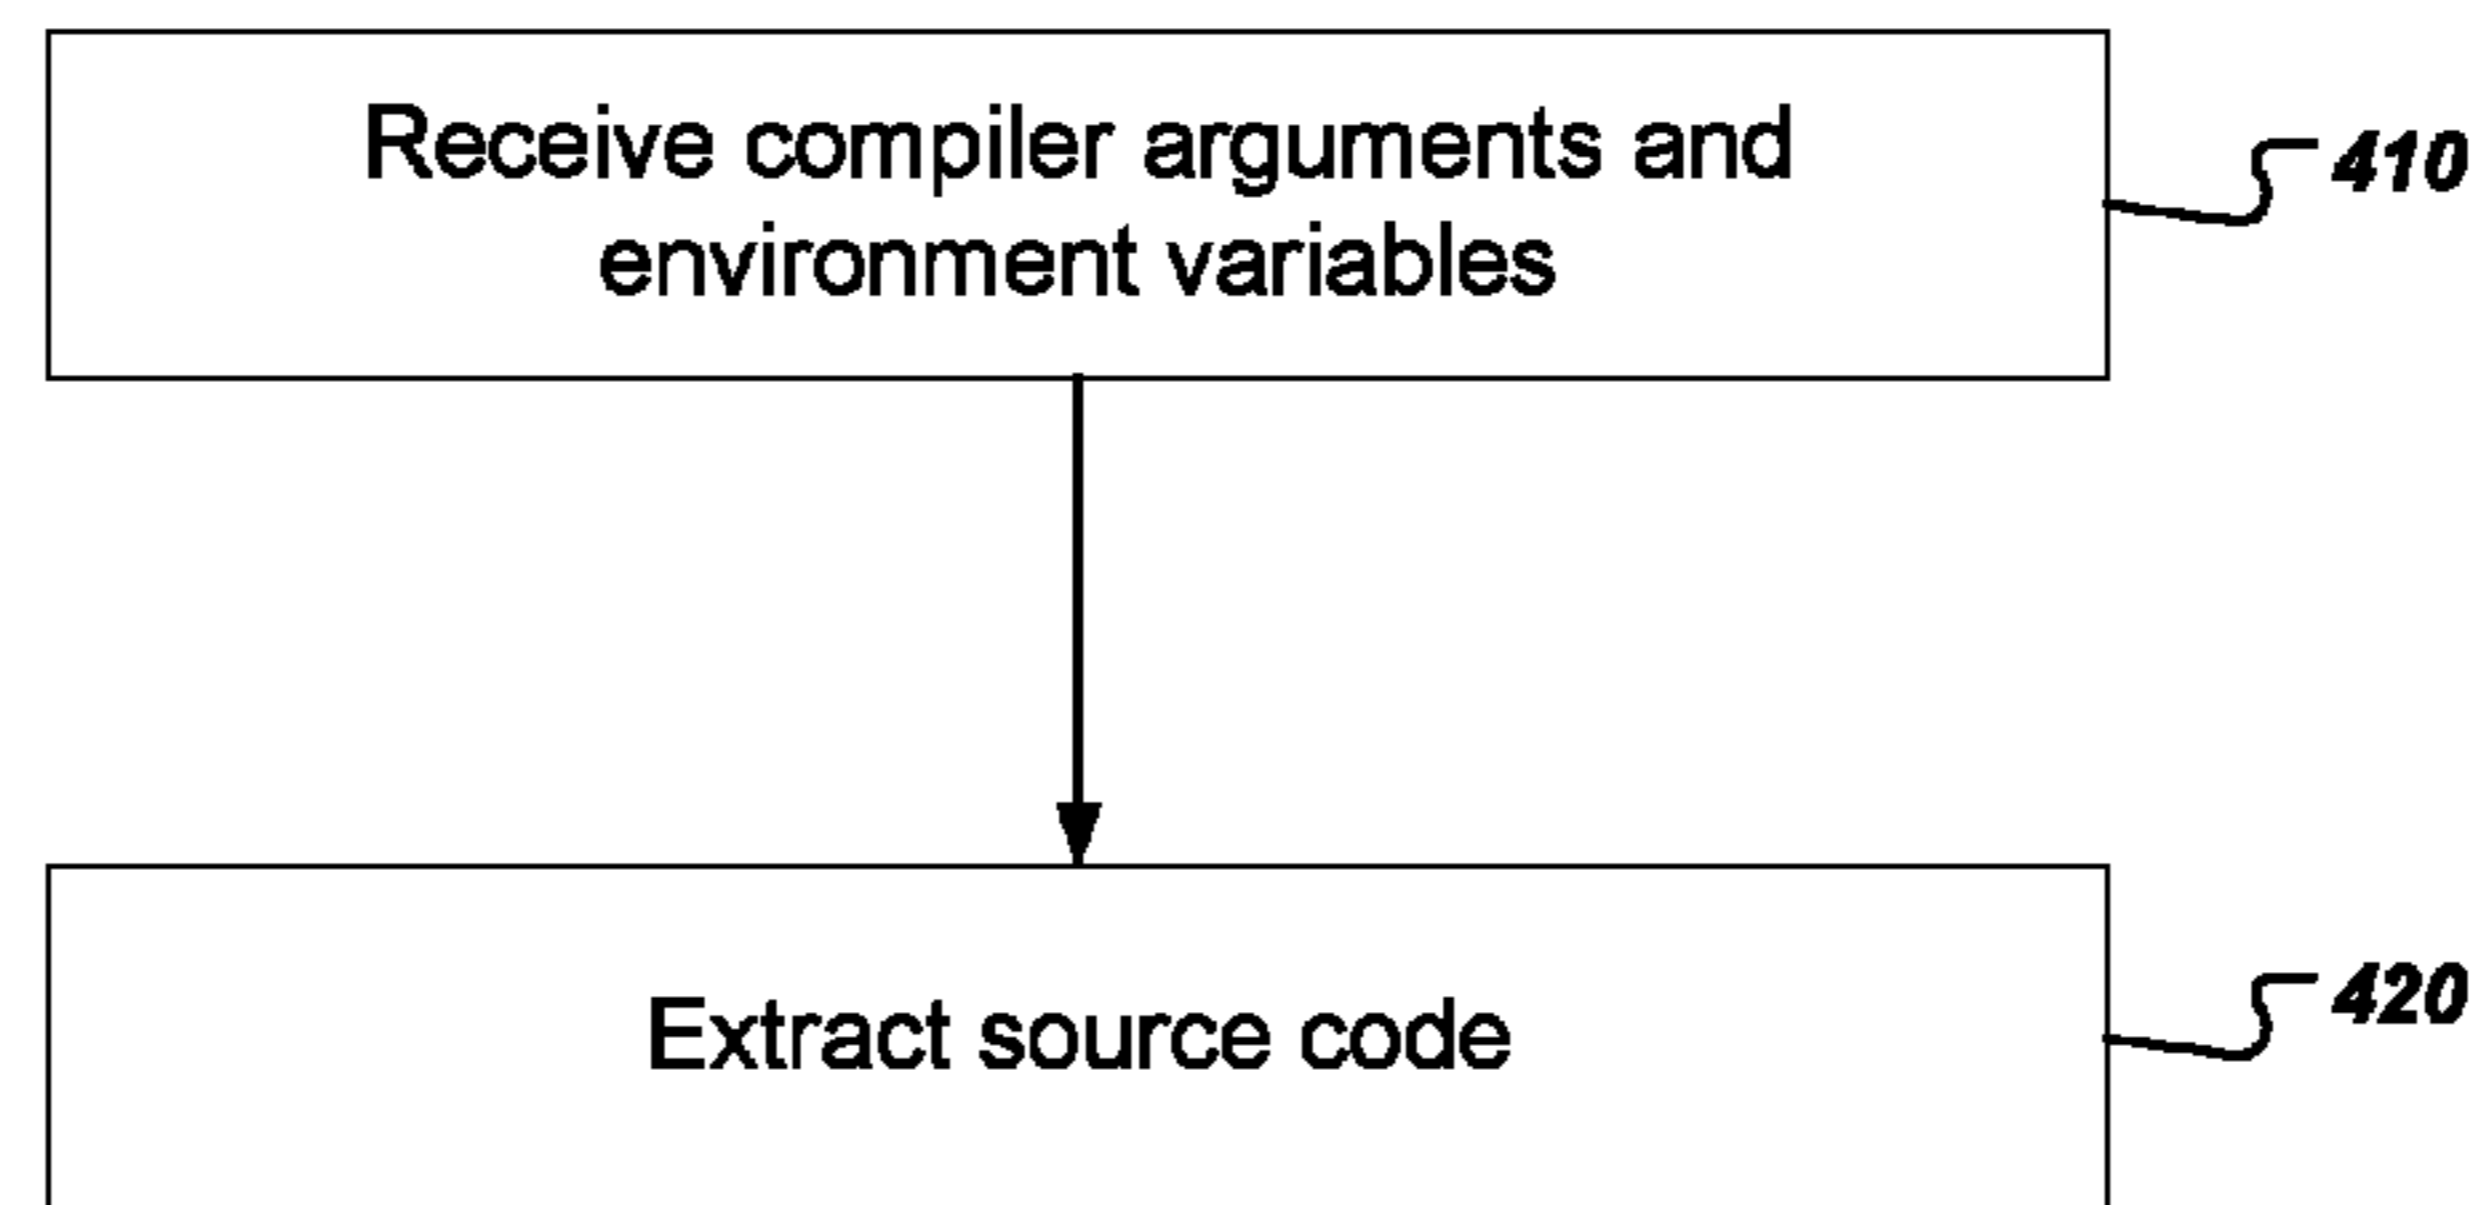 Receive compiler arguments and
environment variables
410
Extract source code
420